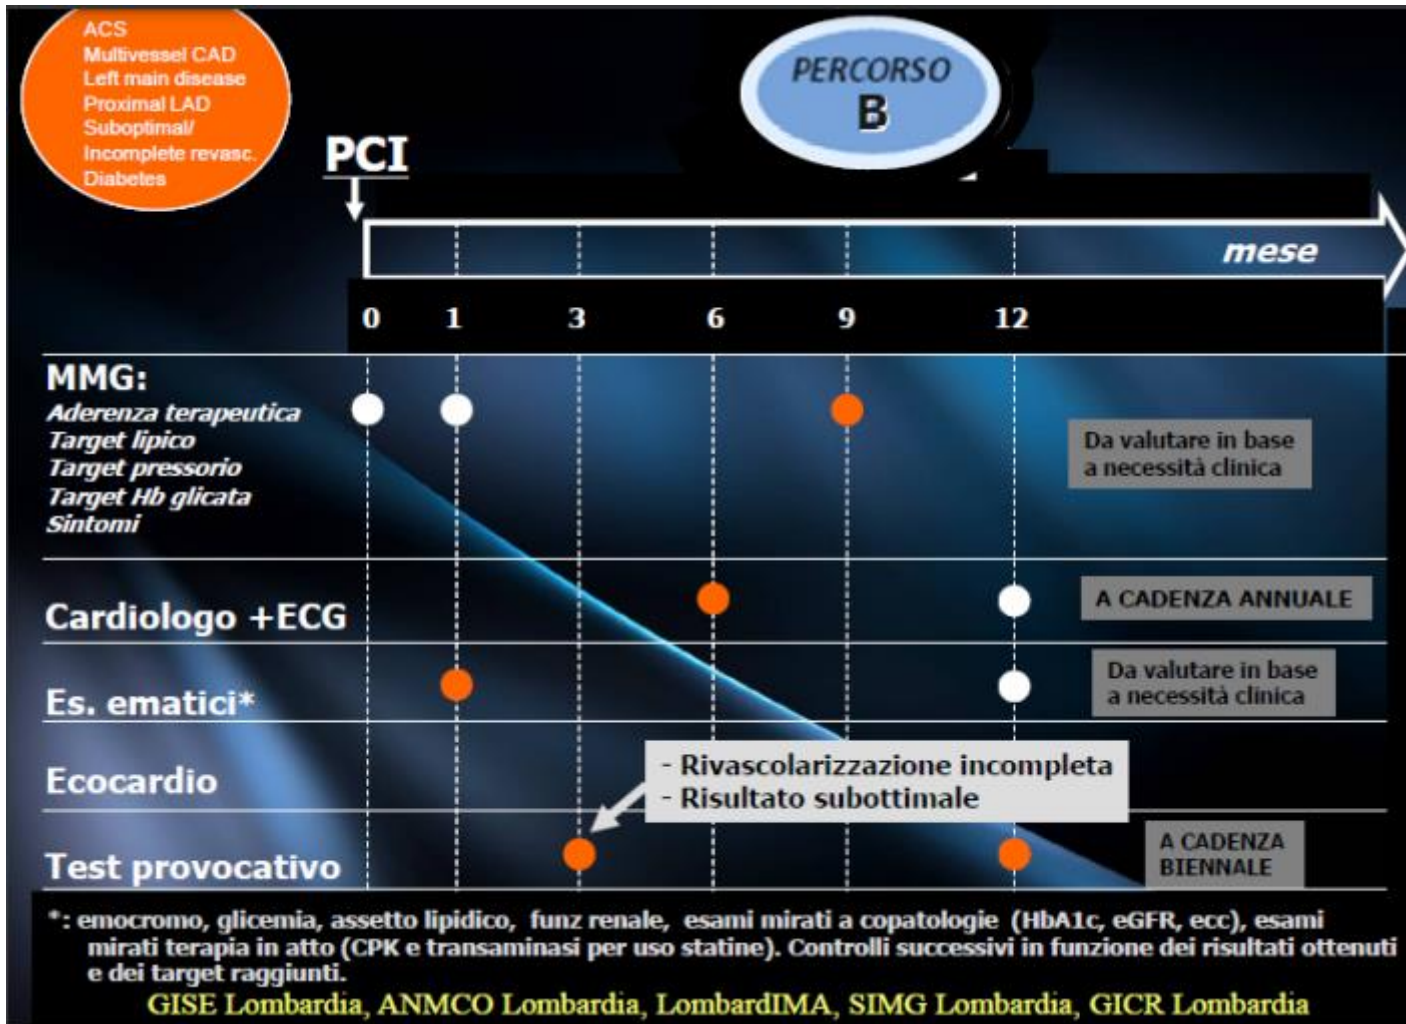 ACS
Multivessel CAD
Left main disease
Proximal LAD
Suboptimal/
Incomplete revasc.
Diabetes
PERCORSO
B
PCI
mese
0 1 3 6 9 12
MMG:
Aderenza terapeutica
Target lipico
Target pressorio
Target Hb glicata
Sintomi
Da valutare in base
a necessità clinica
Cardiologo +ECG
A CADENZA ANNUALE
Es. ematici*
Da valutare in base
a necessità clinica
Ecocardio
- Rivascolarizzazione incompleta
- Risultato subottimale
Test provocativo
A CADENZA
BIENNALE
*: emocromo, glicemia, assetto lipidico, funz renale, esami mirati a copatologie (HbA1c, eGFR, ecc), esami
mirati terapia in atto (CPK e transaminasi per uso statine). Controlli successivi in funzione dei risultati ottenuti
e dei target raggiunti.
GISE Lombardia, ANMCO Lombardia, LombardIMA, SIMG Lombardia, GICR Lombardia